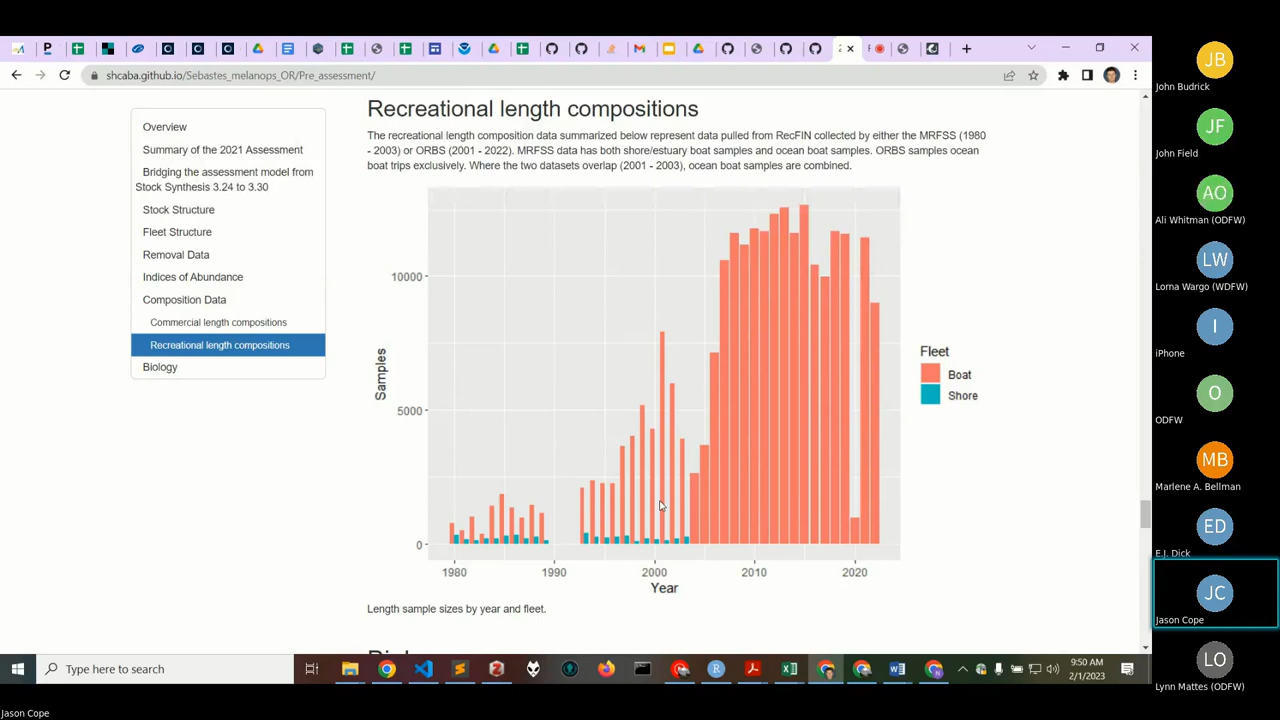 shcaba.github.io/Sebastes_melanops_OR/Pre_assessment/
Overview
Summary of the 2021 Assessment
Bridging the assessment model from
Stock Synthesis 3.24 to 3.30
Stock Structure
Fleet Structure
Removal Data
Indices of Abundance
Composition Data
Commercial length compositions
Recreational length compositions
Biology
Recreational length compositions
The recreational length composition data summarized below represent data pulled from RecFIN collected by either the MRFSS (1980
- 2003) or ORBS (2001 - 2022). MRFSS data has both shore/estuary boat samples and ocean boat samples. ORBS samples ocean
boat trips exclusively. Where the two datasets overlap (2001 - 2003), ocean boat samples are combined.
Samples
10000
5000
0
1980
1990
2000
2010
2020
Year
Fleet
Boat
Shore
Length sample sizes by year and fleet.
JB
John Budrick
JF
John Field
AO
Ali Whitman (ODFW)
LW
Lorna Wargo (WDFW)
I
iPhone
O
ODFW
MB
Marlene A. Bellman
ED
E.J. Dick
JC
Jason Cope
LO
Lynn Mattes (ODFW)
Type here to search
9:50 AM
2/1/2023
Jason Cope